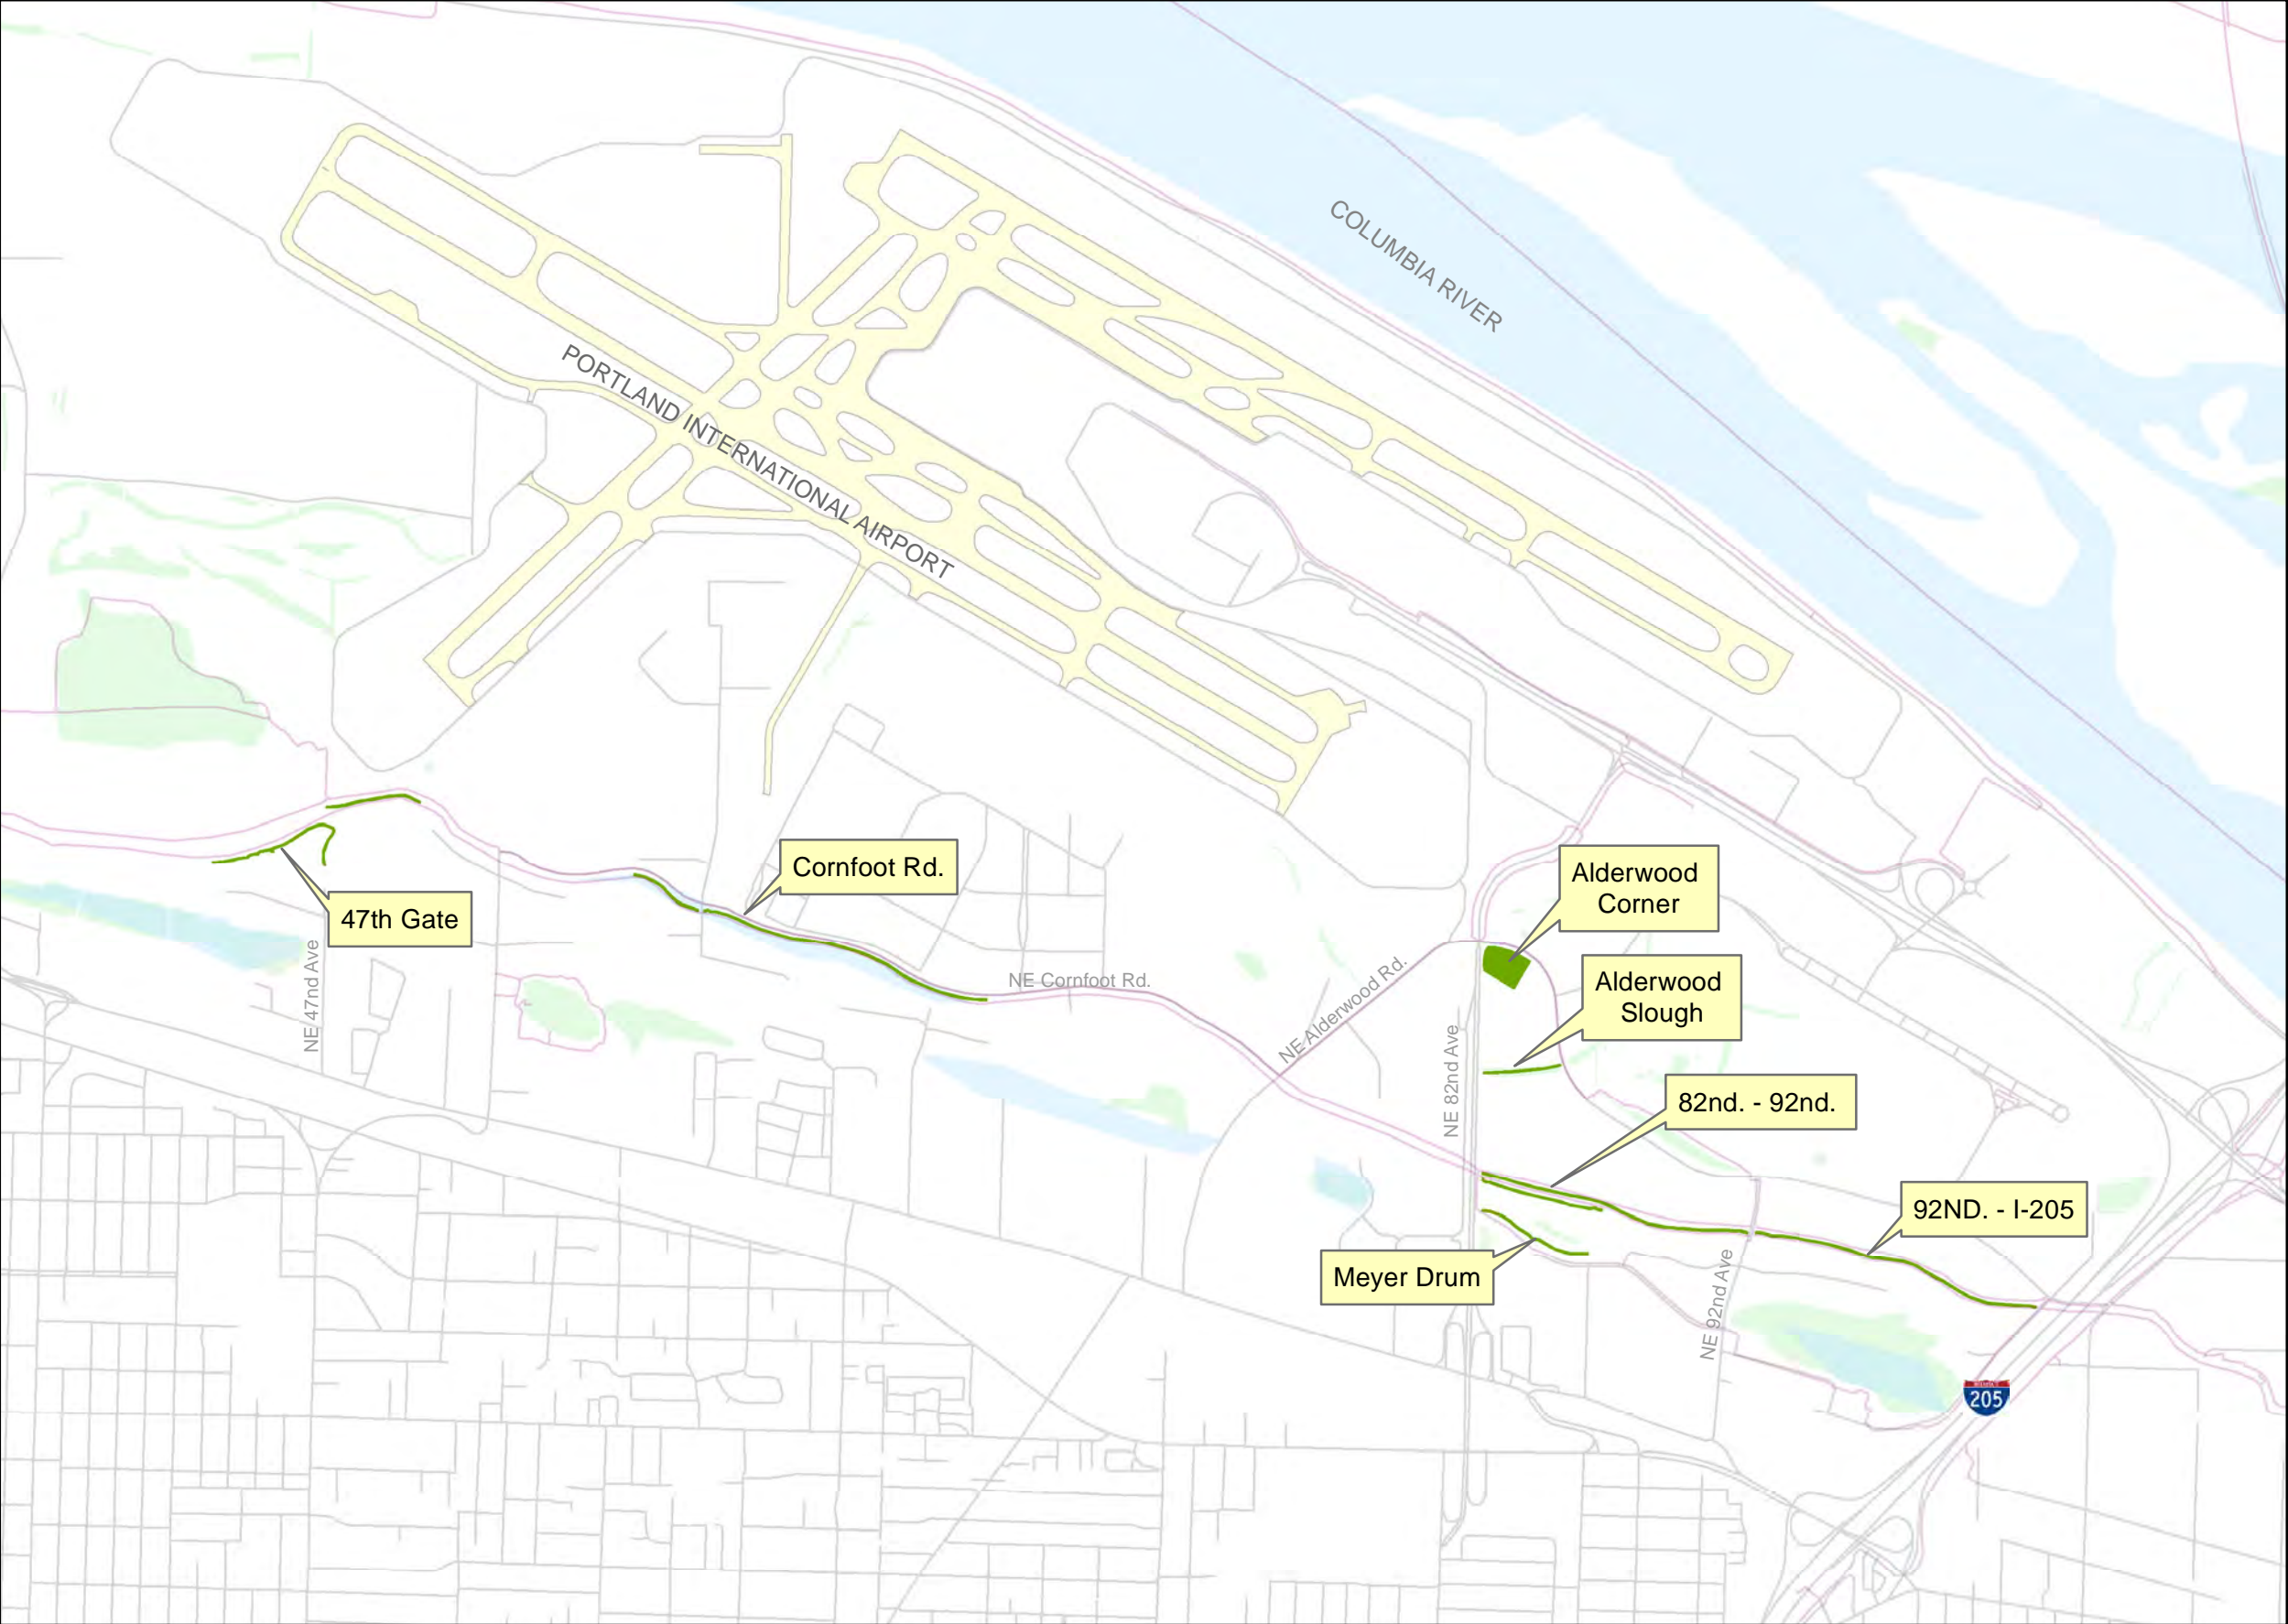 COLUMBIA RIVER
PORTLAND INTERNATIONAL AIRPORT
Cornfoot Rd.
Alderwood
Corner
47th Gate
NE 47nd Ave
NE Cornfoot Rd.
NE Alderwood Rd.
Alderwood
Slough
NE 82nd Ave
82nd. - 92nd.
92ND. - I-205
Meyer Drum
NE 92nd Ave
205